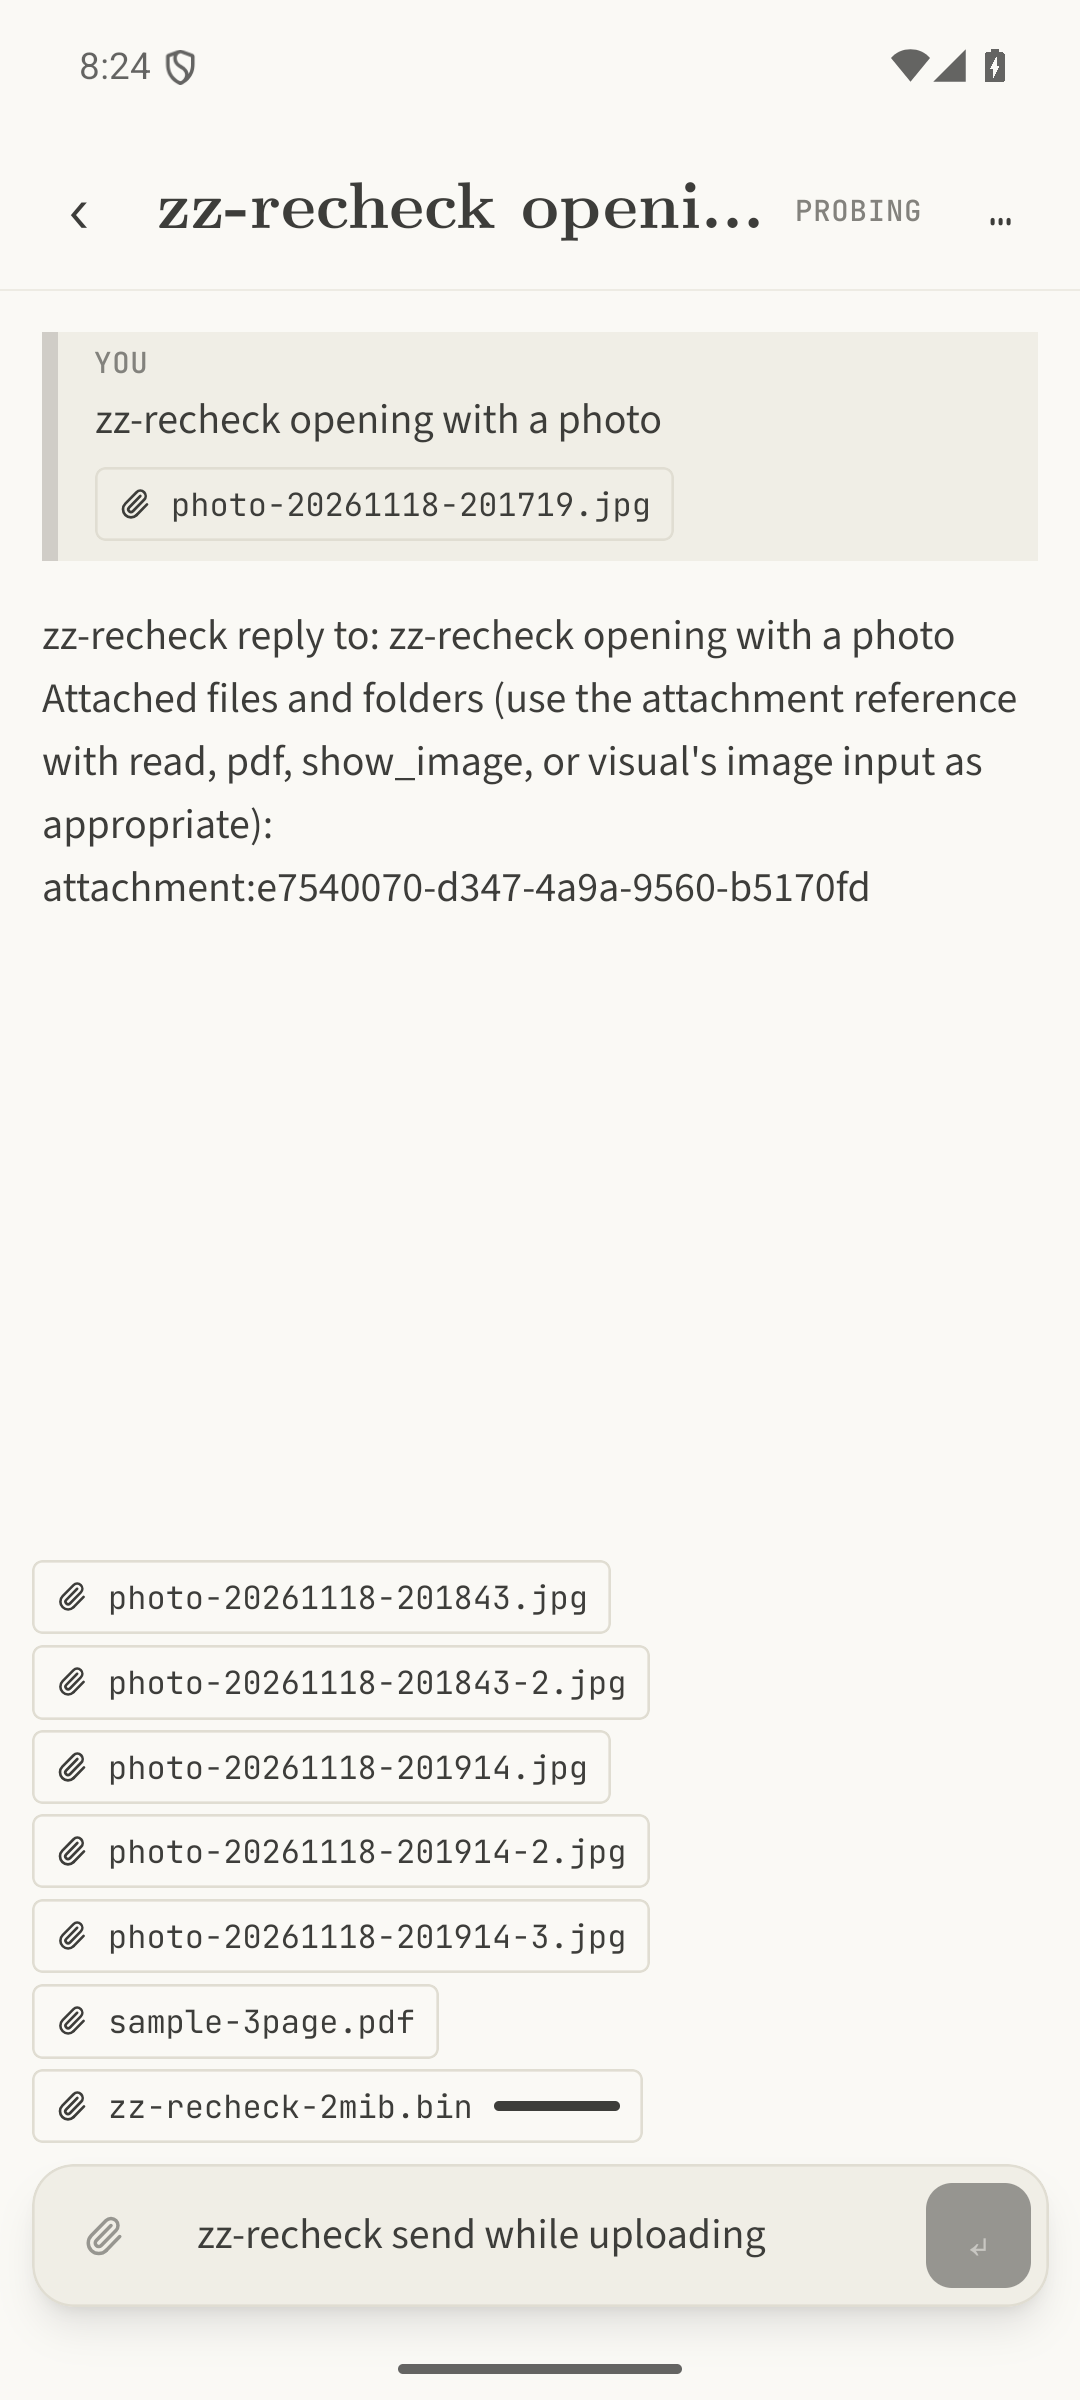 8:24
‹ zz-recheck openi... PROBING ...
YOU
zz-recheck opening with a photo
photo-20261118-201719.jpg
zz-recheck reply to: zz-recheck opening with a photo
Attached files and folders (use the attachment reference
with read, pdf, show_image, or visual's image input as
appropriate):
attachment:e7540070-d347-4a9a-9560-b5170fd
photo-20261118-201843.jpg
photo-20261118-201843-2.jpg
photo-20261118-201914.jpg
photo-20261118-201914-2.jpg
photo-20261118-201914-3.jpg
sample-3page.pdf
zz-recheck-2mib.bin
zz-recheck send while uploading